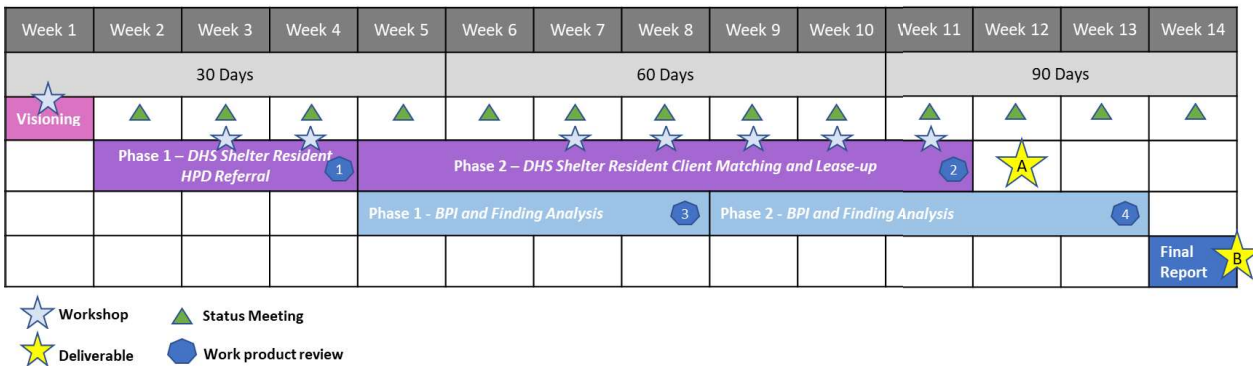 Week 1 Week 2 Week 3 Week 4 Week 5 Week 6 Week 7 Week 8 Week 9 Week 10 Week 11 Week 12 Week 13 Week 14
30 Days 60 Days 90 Days
Visioning
Phase 1 – DHS Shelter Resident
HPD Referral
1
Phase 2 – DHS Shelter Resident Client Matching and Lease-up
2
A
Phase 1 - BPI and Finding Analysis
3
Phase 2 - BPI and Finding Analysis
4
Final
Report
B
Workshop
Status Meeting
Deliverable
Work product review